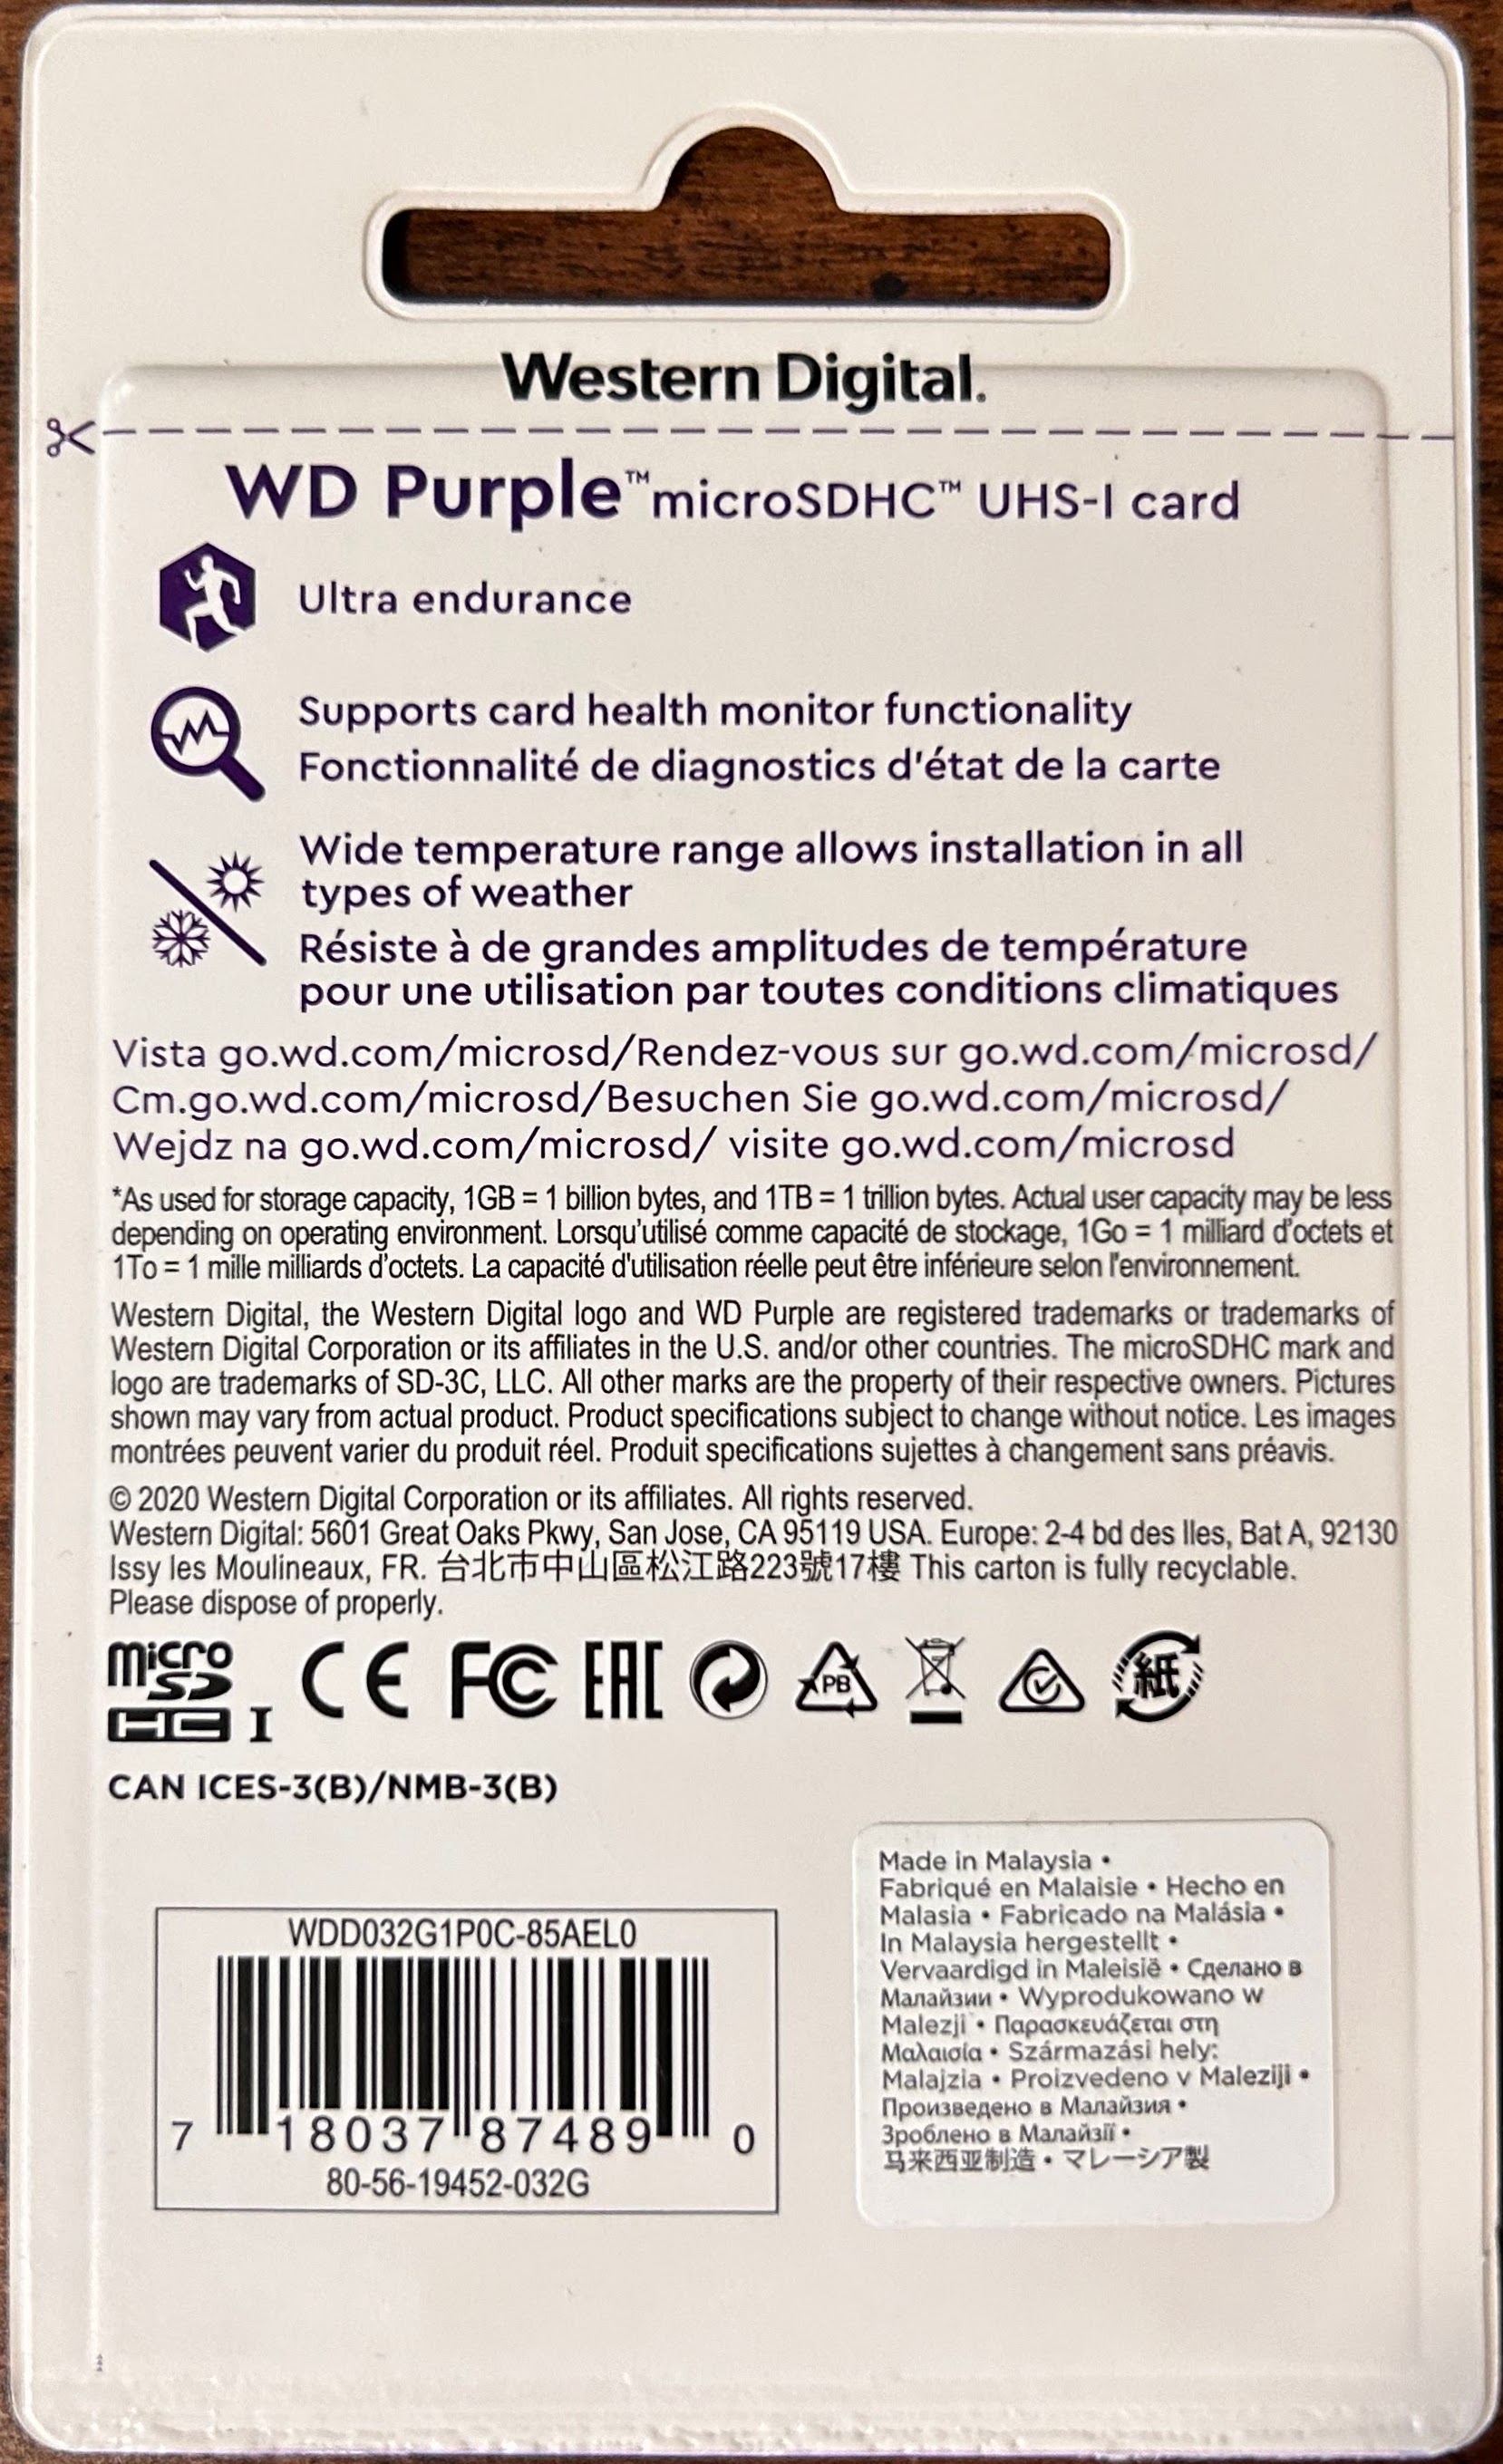 Western Digital.
WD Purple™ microSDHC™ UHS-I card
Ultra endurance
Supports card health monitor functionality
Fonctionnalité de diagnostics d'état de la carte
Wide temperature range allows installation in all
types of weather
Résiste à de grandes amplitudes de température
pour une utilisation par toutes conditions climatiques
Vista go.wd.com/microsd/Rendez-vous sur go.wd.com/microsd/
Cm.go.wd.com/microsd/Besuchen Sie go.wd.com/microsd/
Wejdz na go.wd.com/microsd/ visite go.wd.com/microsd
*As used for storage capacity, 1GB = 1 billion bytes, and 1TB = 1 trillion bytes. Actual user capacity may be less
depending on operating environment. Lorsqu'utilisé comme capacité de stockage, 1Go = 1 milliard d'octets et
1To = 1 mille milliards d'octets. La capacité d'utilisation réelle peut être inférieure selon l'environnement.
Western Digital, the Western Digital logo and WD Purple are registered trademarks or trademarks of
Western Digital Corporation or its affiliates in the U.S. and/or other countries. The microSDHC mark and
logo are trademarks of SD-3C, LLC. All other marks are the property of their respective owners. Pictures
shown may vary from actual product. Product specifications subject to change without notice. Les images
montrées peuvent varier du produit réel. Produit specifications sujettes à changement sans préavis.
© 2020 Western Digital Corporation or its affiliates. All rights reserved.
Western Digital: 5601 Great Oaks Pkwy, San Jose, CA 95119 USA. Europe: 2-4 bd des Iles, Bat A, 92130
Issy les Moulineaux, FR. 台北市中山區松江路223號17樓 This carton is fully recyclable.
Please dispose of properly.
micro SD HC I CE FC EAC PB 紙
CAN ICES-3(B)/NMB-3(B)
WDD032G1P0C-85AEL0
7 18037 87489 0
80-56-19452-032G
Made in Malaysia •
Fabriqué en Malaisie • Hecho en
Malasia • Fabricado na Malásia •
In Malaysia hergestellt •
Vervaardigd in Maleisië • Сделано в
Малайзии • Wyprodukowano w
Malezji • Παρασκευάζεται στη
Μαλαισία • Származási hely:
Malajzia • Proizvedeno v Maleziji •
Произведено в Малайзия •
Зроблено в Малайзії •
马来西亚制造 • マレーシア製